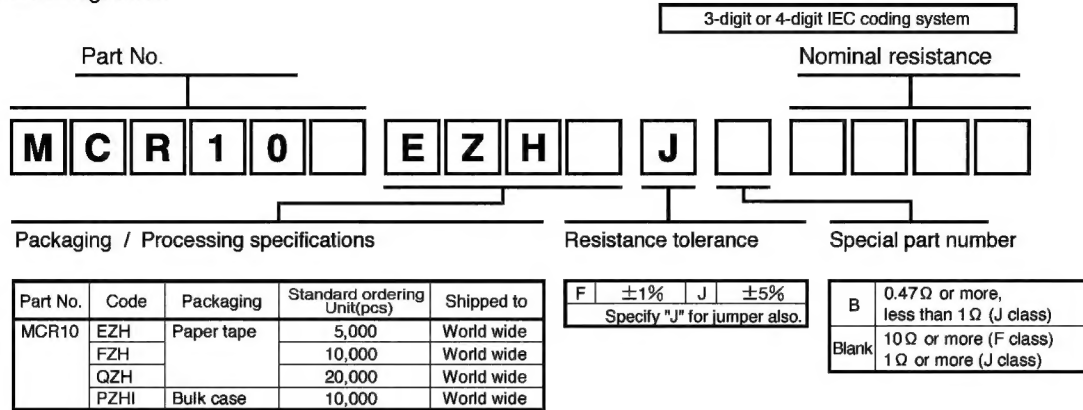 3-digit or 4-digit IEC coding system
Part No.
Nominal resistance
M C R 1 0 E Z H J
Packaging / Processing specifications
Resistance tolerance
Special part number
Part No. Code Packaging Standard ordering Unit(pcs) Shipped to
MCR10 EZH Paper tape 5,000 World wide
FZH 10,000 World wide
QZH 20,000 World wide
PZHI Bulk case 10,000 World wide
F ±1% J ±5%
Specify "J" for jumper also.
B 0.47Ω or more,
less than 1Ω (J class)
Blank 10Ω or more (F class)
1Ω or more (J class)